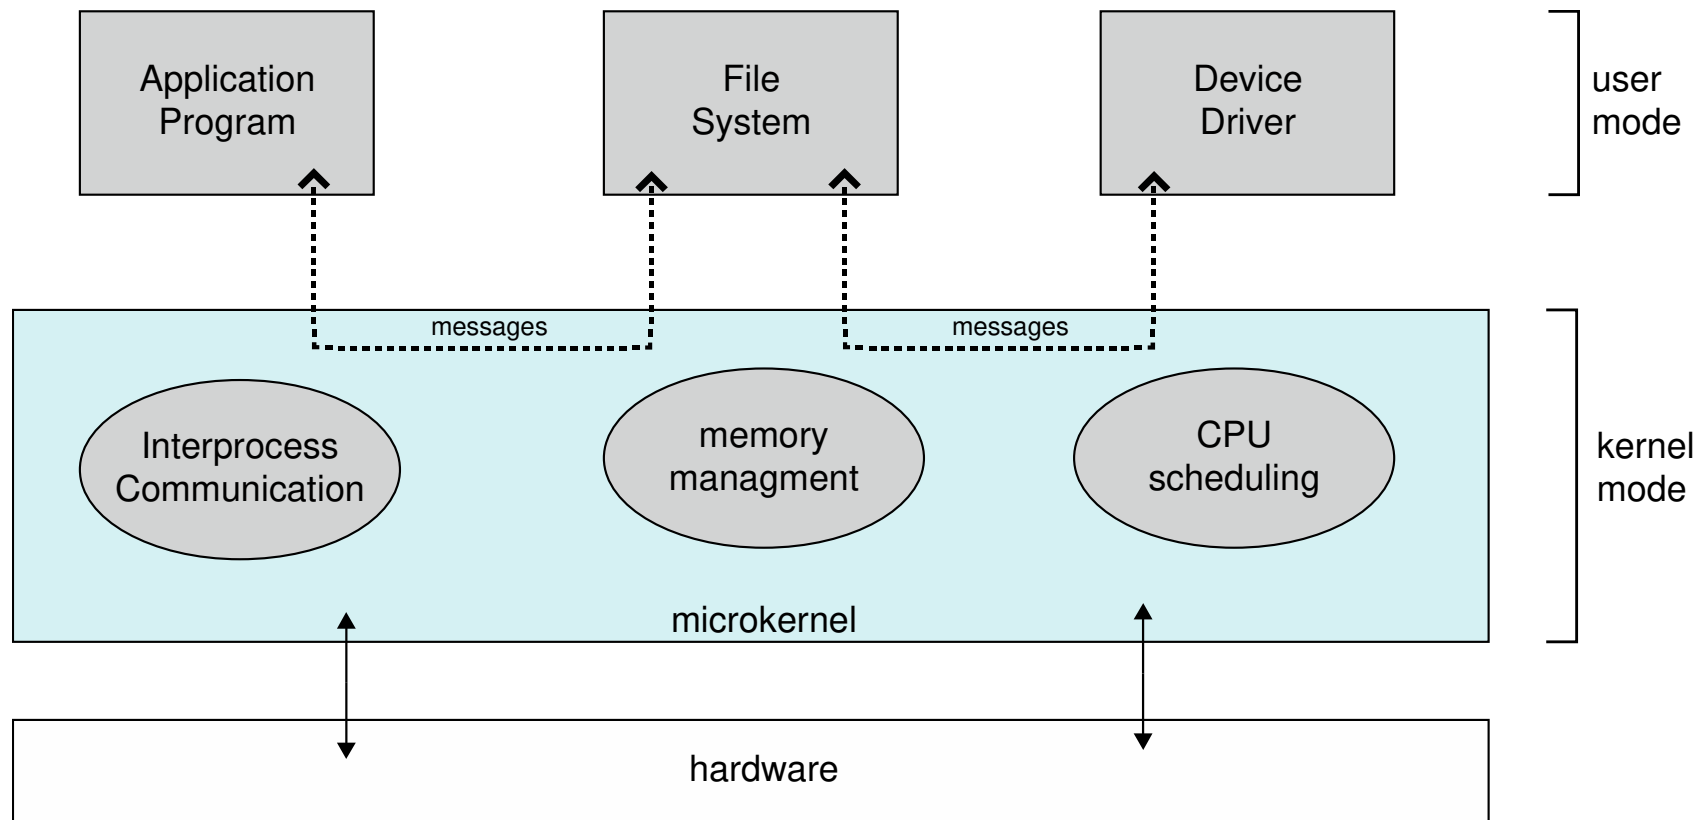 Application
Program
File
System
Device
Driver
user
mode
messages
messages
Interprocess
Communication
memory
managment
CPU
scheduling
kernel
mode
microkernel
hardware